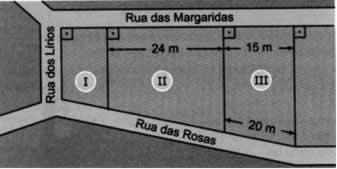 Rua das Margaridas
Rua dos Lírios
24 m
15 m
I
II
III
20 m
Rua das Rosas